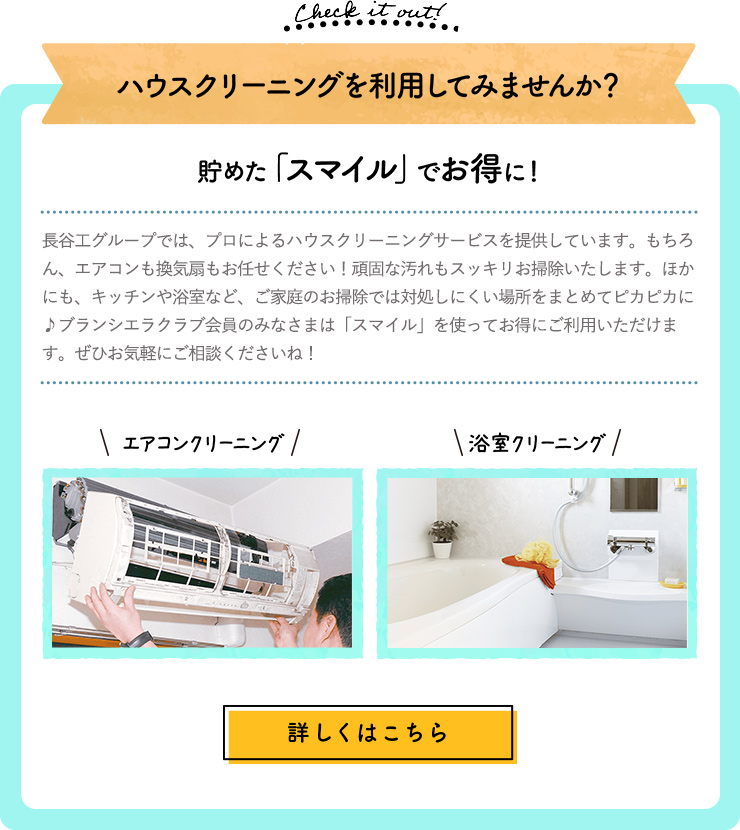 Check it out!
ハウスクリーニングを利用してみませんか?
貯めた「スマイル」でお得に!
長谷工グループでは、プロによるハウスクリーニングサービスを提供しています。もちろ
ん、エアコンも換気扇もお任せください！頑固な汚れもスッキリお掃除いたします。ほか
にも、キッチンや浴室など、ご家庭のお掃除では対処しにくい場所をまとめてピカピカに
♪ブランシエラクラブ会員のみなさまは「スマイル」を使ってお得にご利用いただけま
す。ぜひお気軽にご相談くださいね！
\ エアコンクリーニング /
\ 浴室クリーニング /
詳しくはこちら